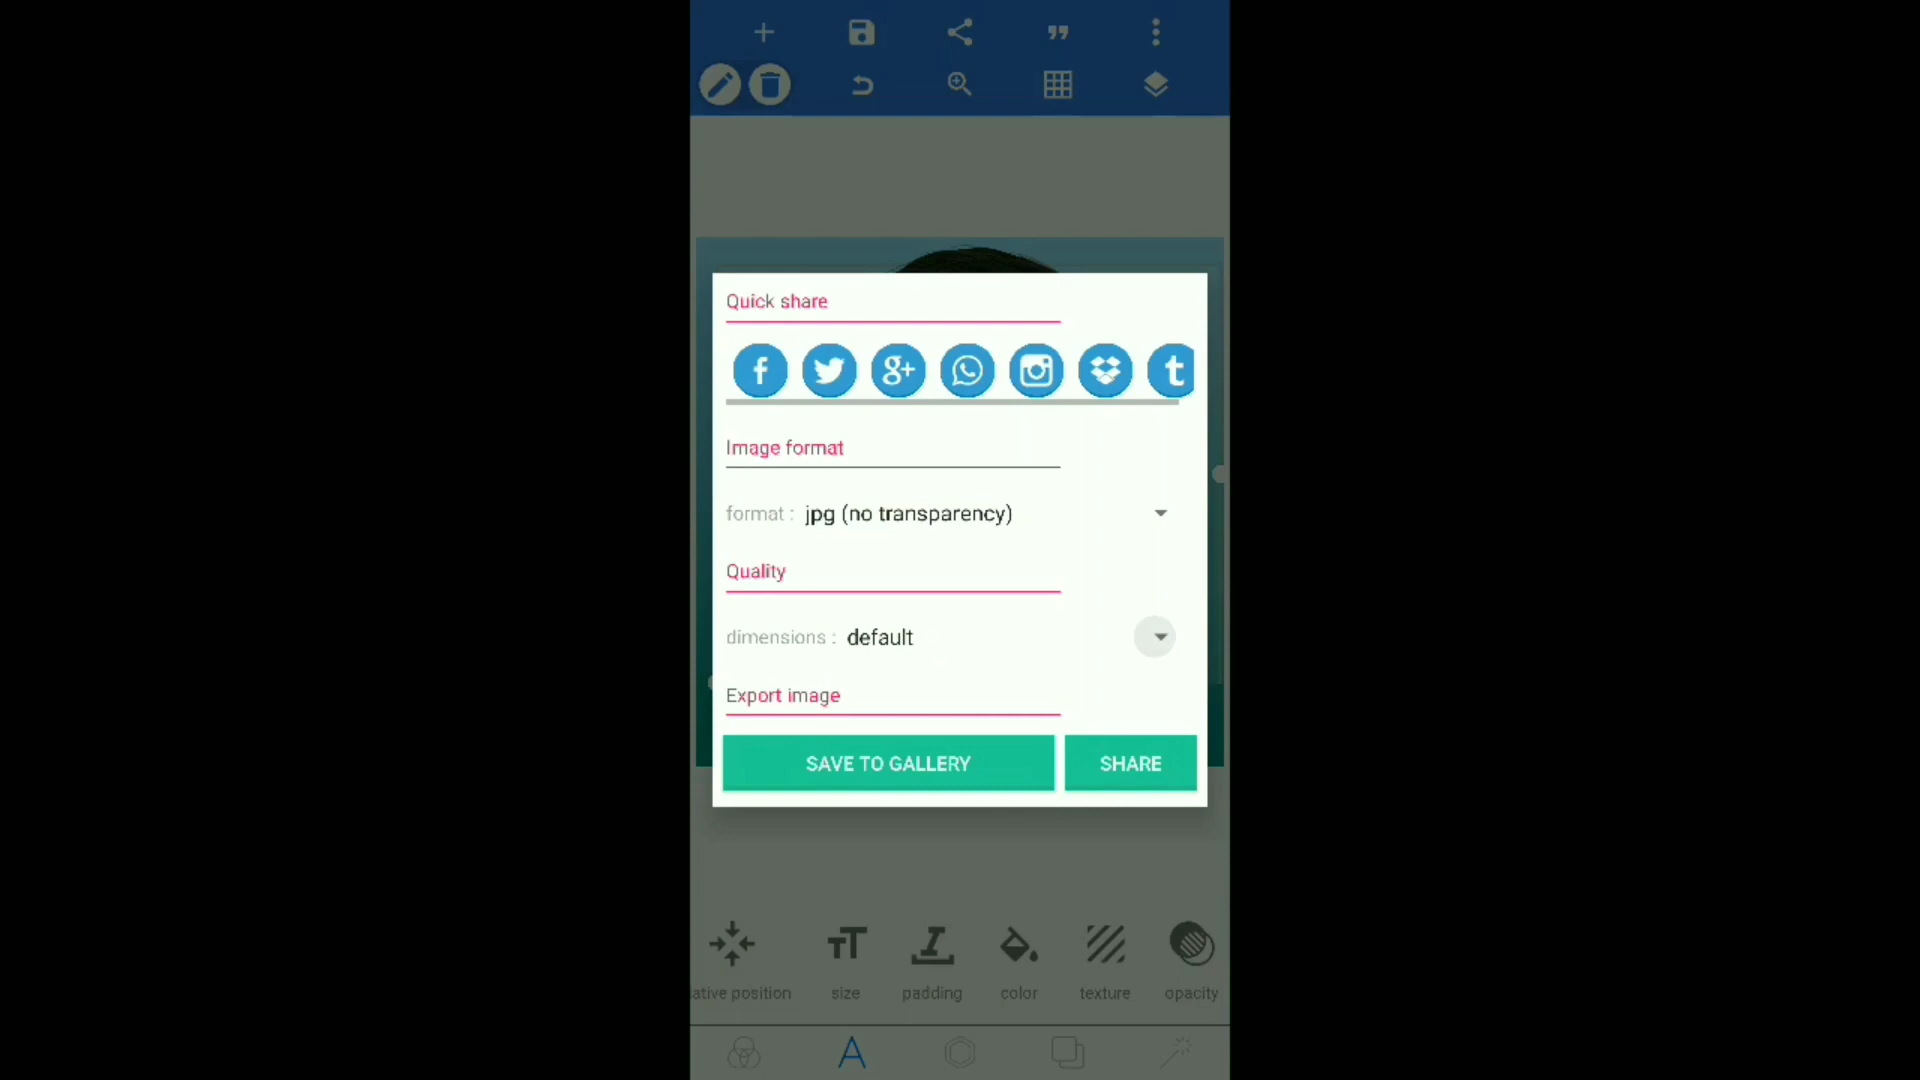 Quick share
Image format
format : jpg (no transparency)
Quality
dimensions : default
Export image
SAVE TO GALLERY SHARE
ative position size padding color texture opacity